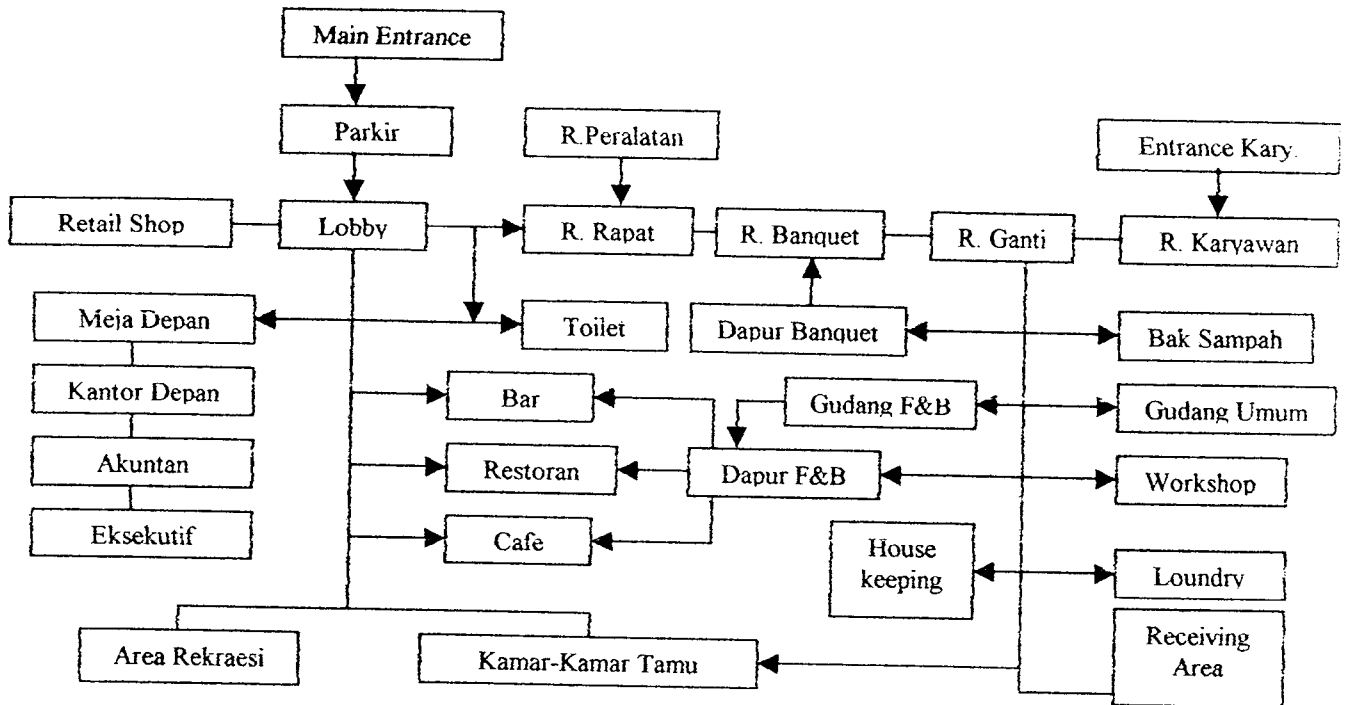 Main Entrance
Parkir
R.Peralatan
Entrance Kary.
Retail Shop
Lobby
R. Rapat
R. Banquet
R. Ganti
R. Karyawan
Meja Depan
Toilet
Dapur Banquet
Bak Sampah
Kantor Depan
Bar
Gudang F&B
Gudang Umum
Akuntan
Restoran
Dapur F&B
Workshop
Eksekutif
Cafe
House
keeping
Loundry
Area Rekraesi
Kamar-Kamar Tamu
Receiving
Area